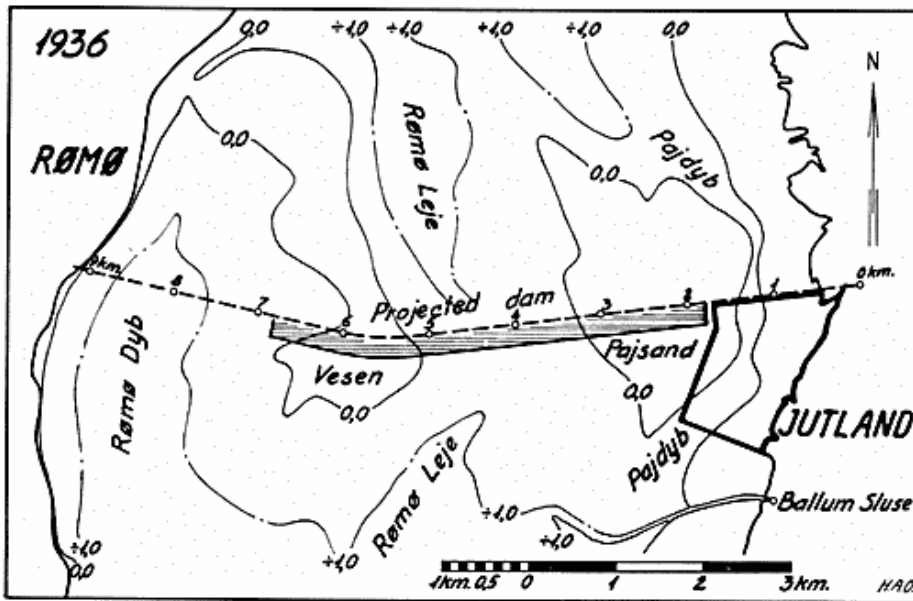 1936
0,0
÷1,0
÷1,0
÷1,0
÷1,0
0,0
N
RØMØ
Rømø Leje
Pajdyb
0,0
0,0
9km.
8
7
6
5
4
3
2
1
0km.
Projected dam
Rømø Dyb
Vesen
Pajsand
0,0
0,0
JUTLAND
Rømø Leje
Pajdyb
Ballum Sluse
÷1,0
÷1,0
÷1,0
÷1,0
0,0
1km. 0,5 0 1 2 3km.
H.A.O.